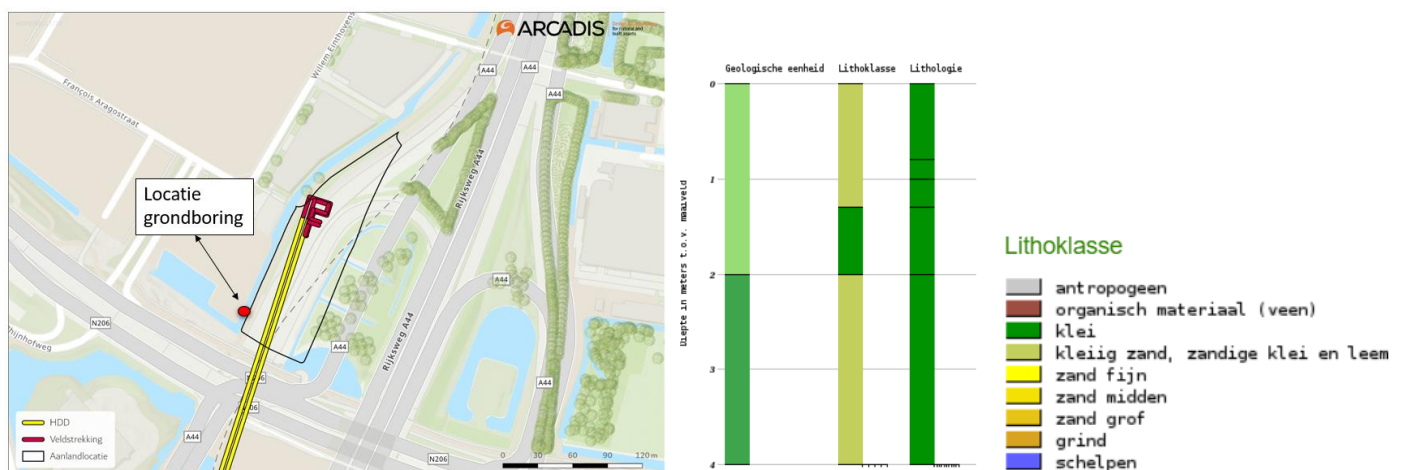 ARCADIS
Willem Einthovens
François Aragostraat
A44
A44
A44
Rijksweg A44
Locatie
grondboring
A44
N206
A44
Rijksweg A44
A44
N206
A44
HDD
Veldstrekking
Aanlandlocatie
N206
0 30 60 120 m
Geologische eenheid Lithoklasse Lithologie
Diepte in meters t.o.v. maaiveld
0
1
2
3
4
Lithoklasse
antropogeen
organisch materiaal (veen)
klei
kleiig zand, zandige klei en leem
zand fijn
zand midden
zand grof
grind
schelpen